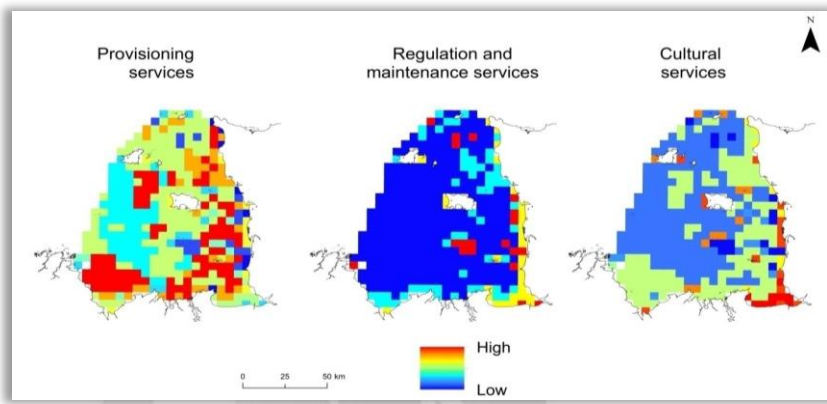 N
Provisioning
services
Regulation and
maintenance services
Cultural
services
High
Low
0 25 50 km